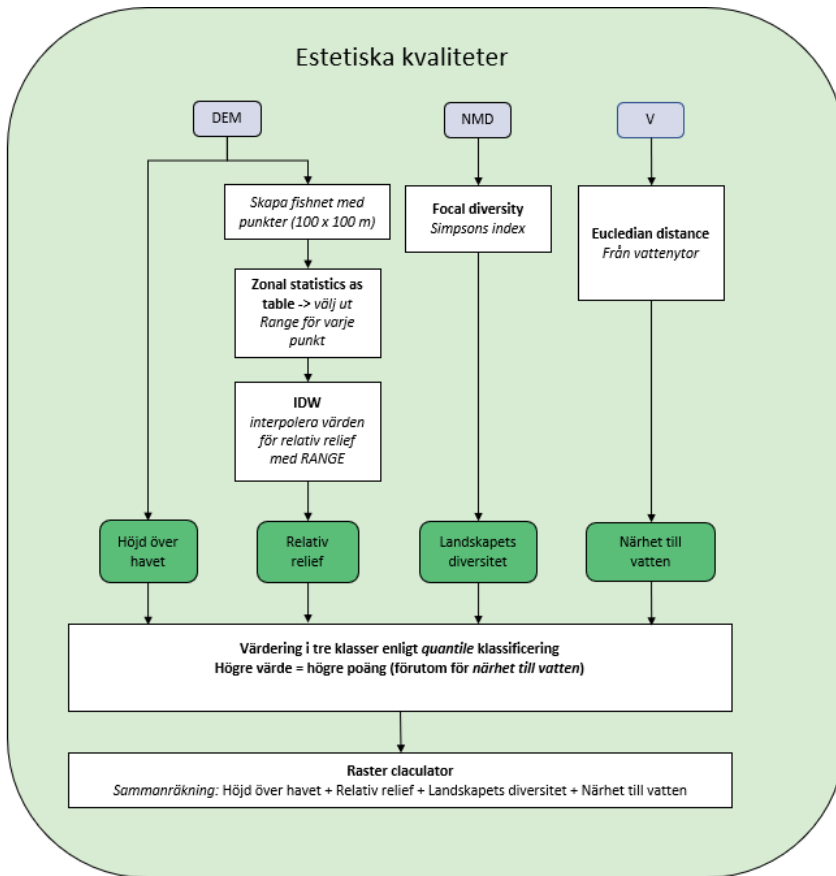 Estetiska kvaliteter
DEM
NMD
V
Skapa fishnet med
punkter (100 x 100 m)
Focal diversity
Simpsons index
Eucledian distance
Från vattenytor
Zonal statistics as
table -> välj ut
Range för varje
punkt
IDW
interpolera värden
för relativ relief
med RANGE
Höjd över
havet
Relativ
relief
Landskapets
diversitet
Närhet till
vatten
Värdering i tre klasser enligt quantile klassificering
Högre värde = högre poäng (förutom för närhet till vatten)
Raster claculator
Sammanräkning: Höjd över havet + Relativ relief + Landskapets diversitet + Närhet till vatten